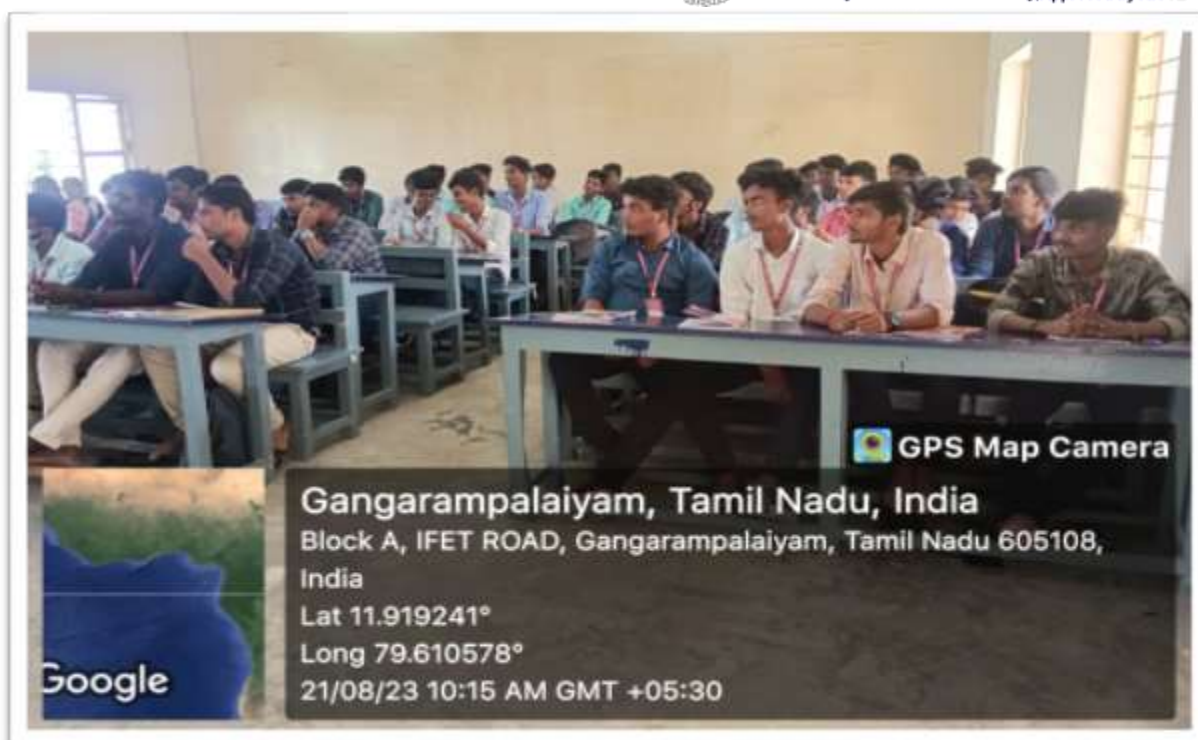 GPS Map Camera
Gangarampalaiyam, Tamil Nadu, India
Block A, IFET ROAD, Gangarampalaiyam, Tamil Nadu 605108,
India
Lat 11.919241°
Long 79.610578°
21/08/23 10:15 AM GMT +05:30
Google